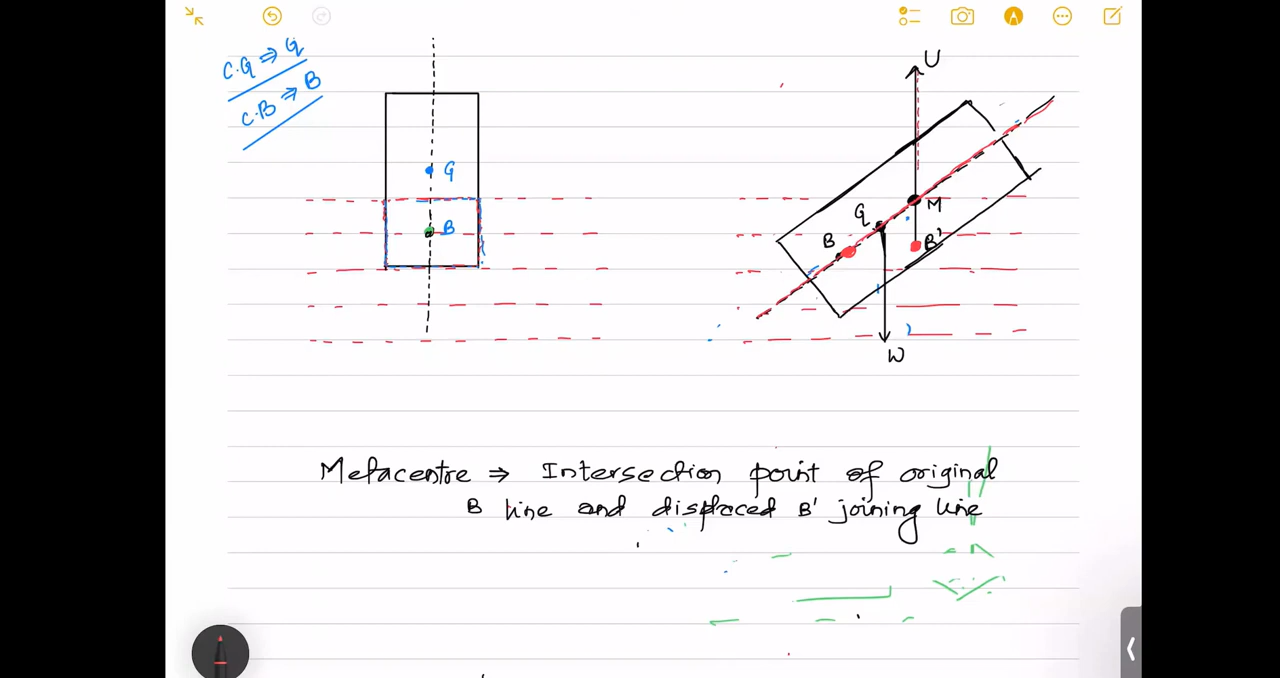 C.G ⇒ G
C.B ⇒ B
G
B
U
M
G
B
B'
W
Metacentre ⇒ Intersection point of original
B line and displaced B' joining line